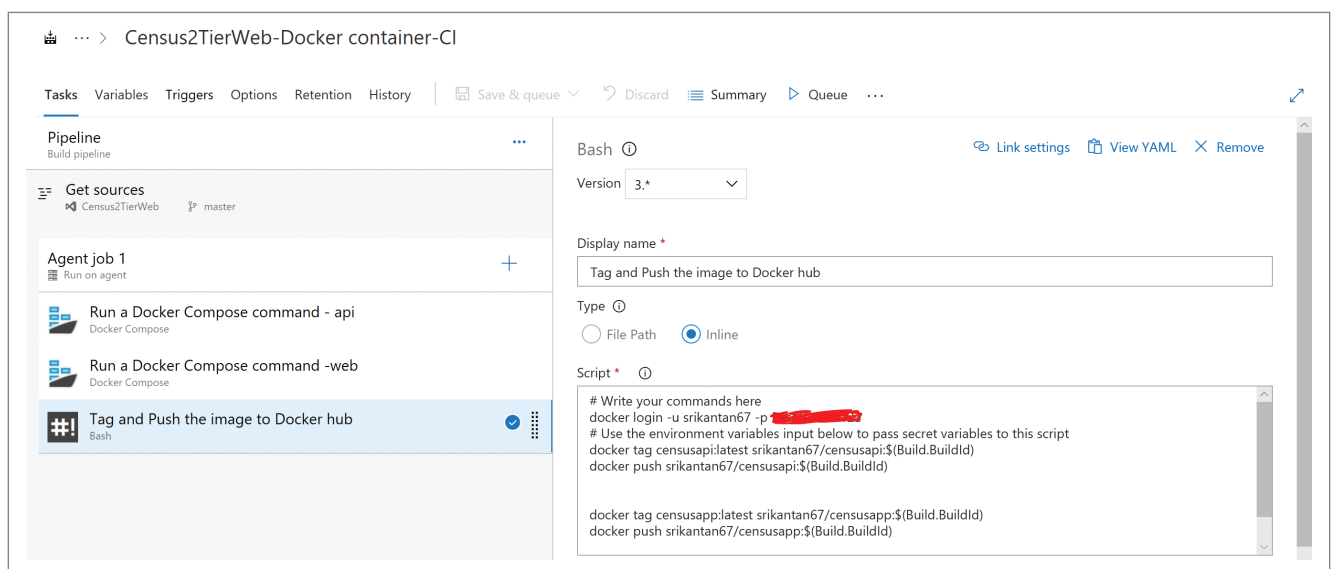 ··· > Census2TierWeb-Docker container-CI
Tasks Variables Triggers Options Retention History Save & queue Discard Summary Queue ···
Pipeline
Build pipeline
Get sources
Census2TierWeb master
Agent job 1
Run on agent
Run a Docker Compose command - api
Docker Compose
Run a Docker Compose command -web
Docker Compose
#! Tag and Push the image to Docker hub
Bash
Bash
Link settings View YAML Remove
Version 3.*
Display name *
Tag and Push the image to Docker hub
Type
File Path Inline
Script *
# Write your commands here
docker login -u srikantan67 -p
# Use the environment variables input below to pass secret variables to this script
docker tag censusapi:latest srikantan67/censusapi:$(Build.BuildId)
docker push srikantan67/censusapi:$(Build.BuildId)
docker tag censusapp:latest srikantan67/censusapp:$(Build.BuildId)
docker push srikantan67/censusapp:$(Build.BuildId)